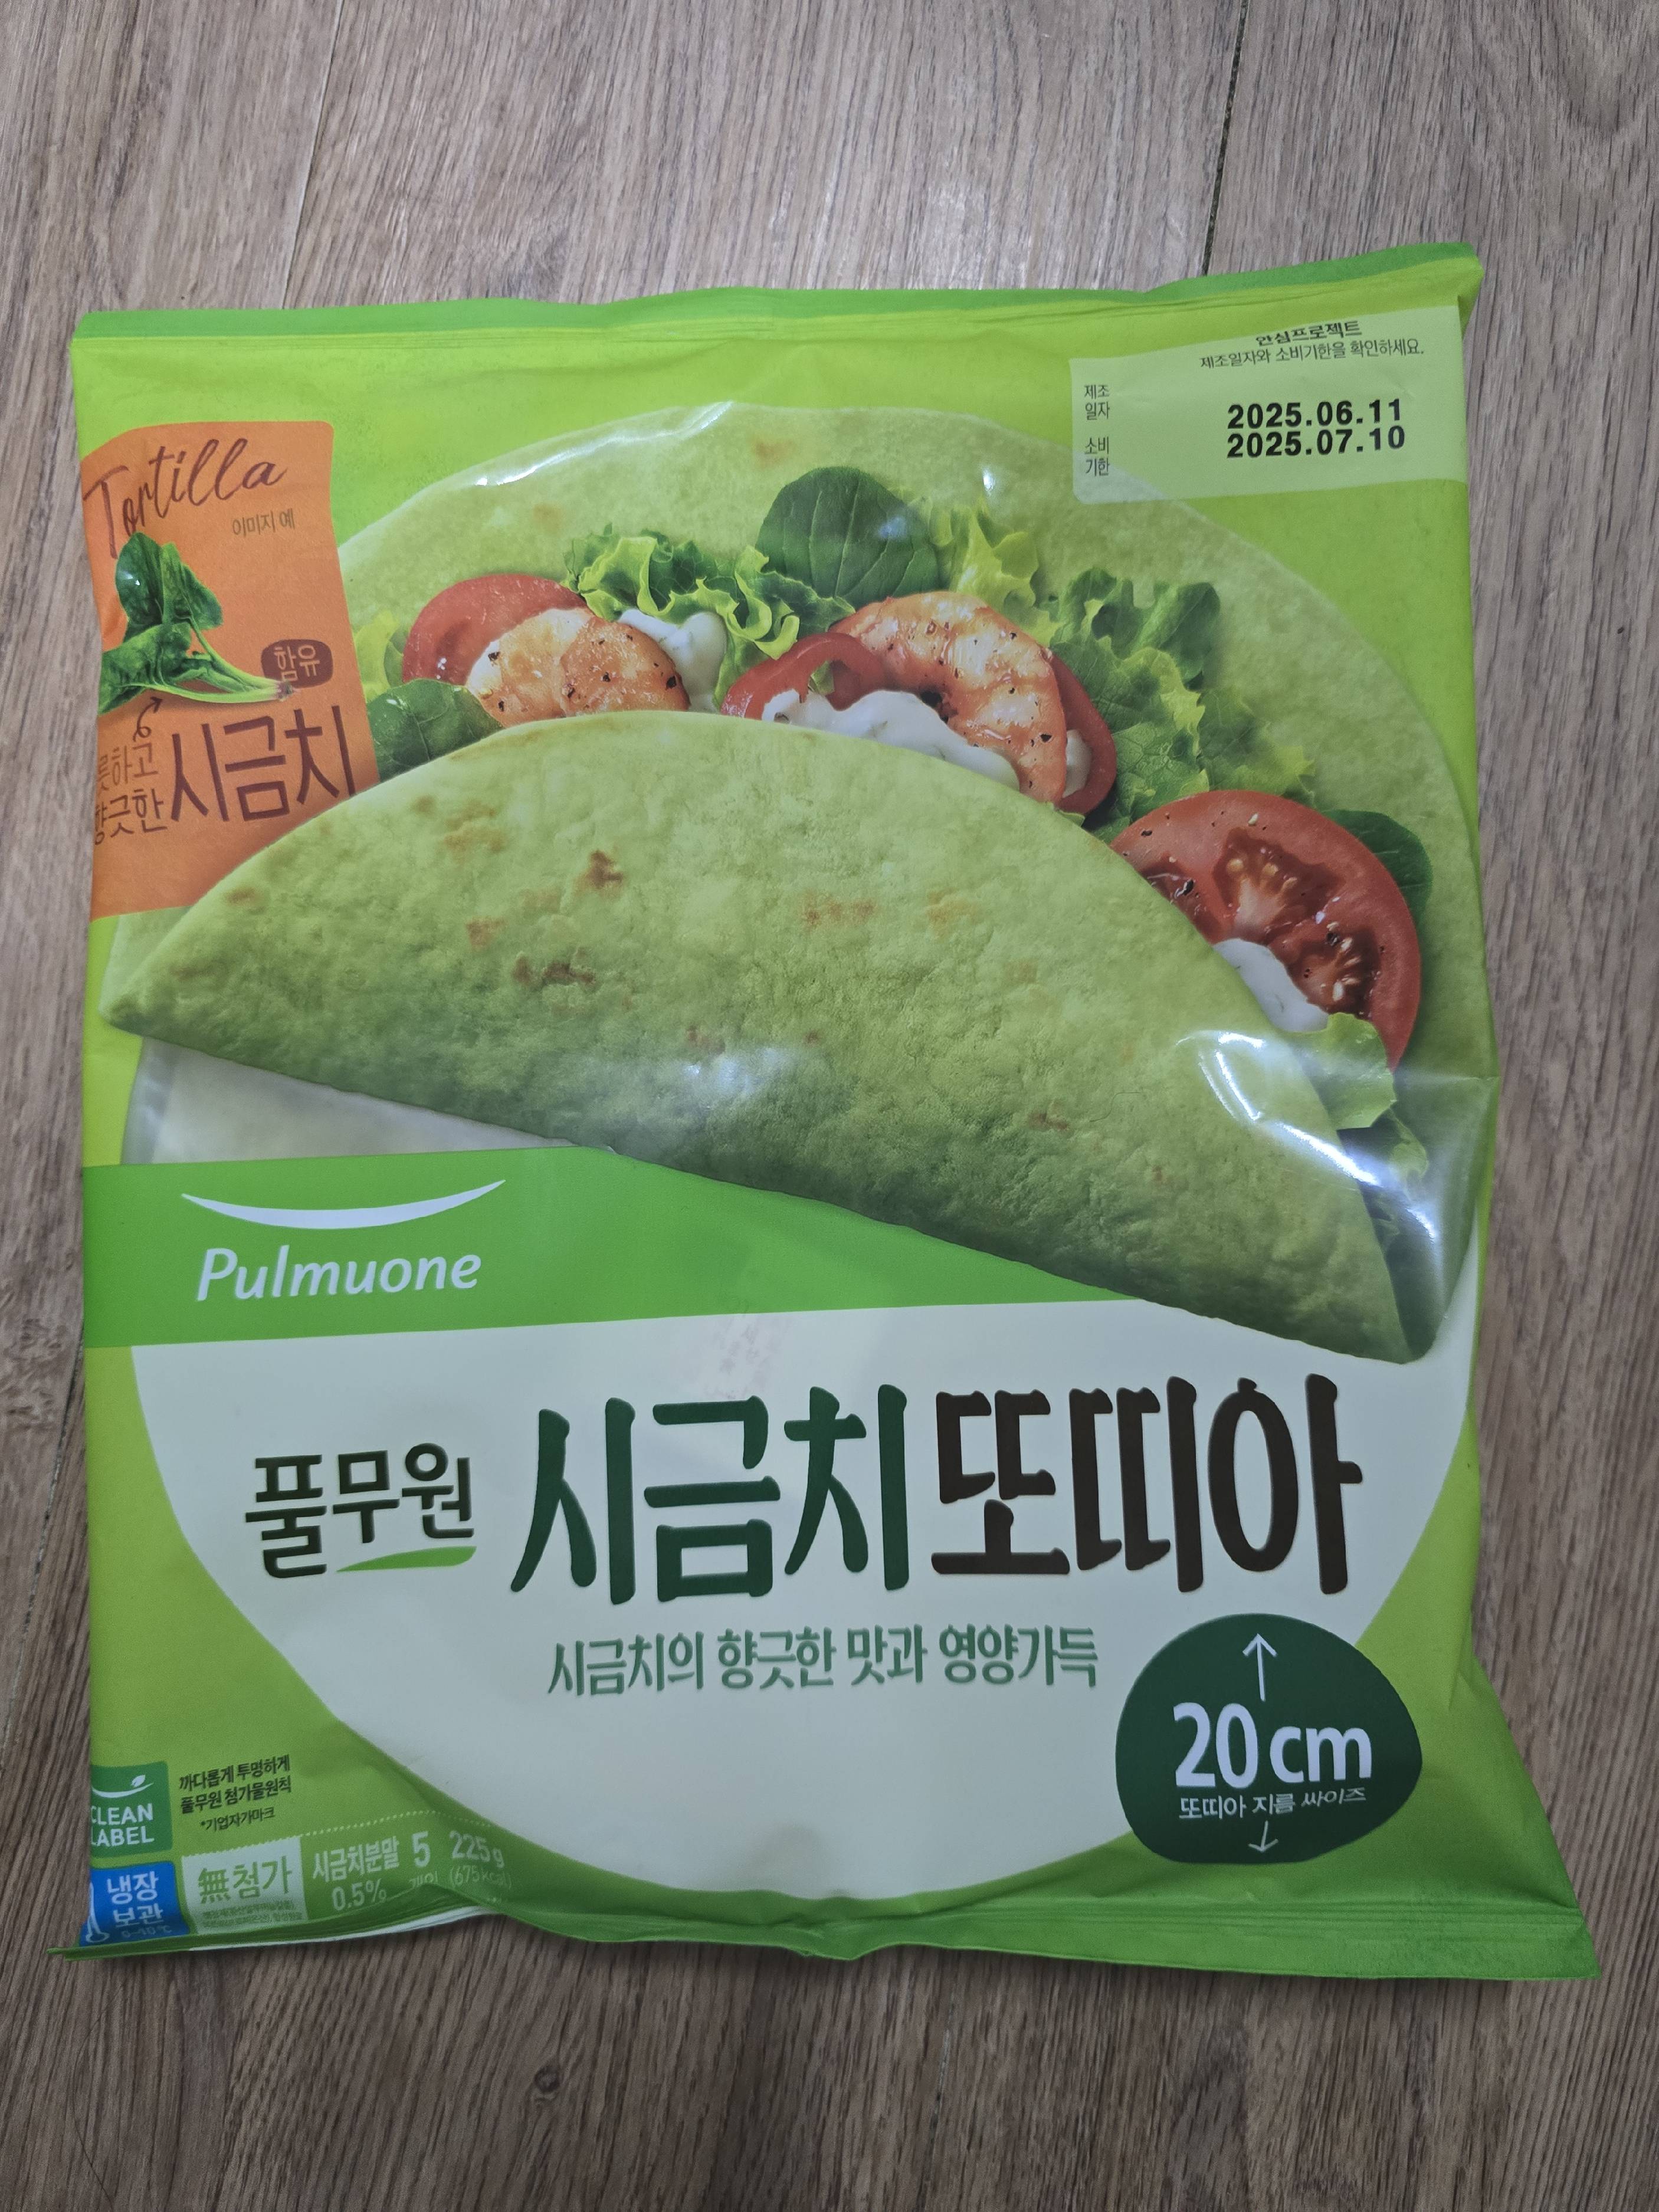 안심프로젝트
제조일자와 소비기한을 확인하세요.
제조
일자
2025.06.11
소비
기한
2025.07.10
Tortilla
이미지 예
함유
릇하고
향긋한
시금치
Pulmuone
풀무원
시금치또띠아
시금치의 향긋한 맛과 영양가득
20cm
또띠아 지름 싸이즈
CLEAN
LABEL
까다롭게 투명하게
풀무원 첨가물원칙
*기업자가마크
냉장
보관
0~10℃
無첨가
시금치분말
0.5%
5
개입
225g
(675kcal)